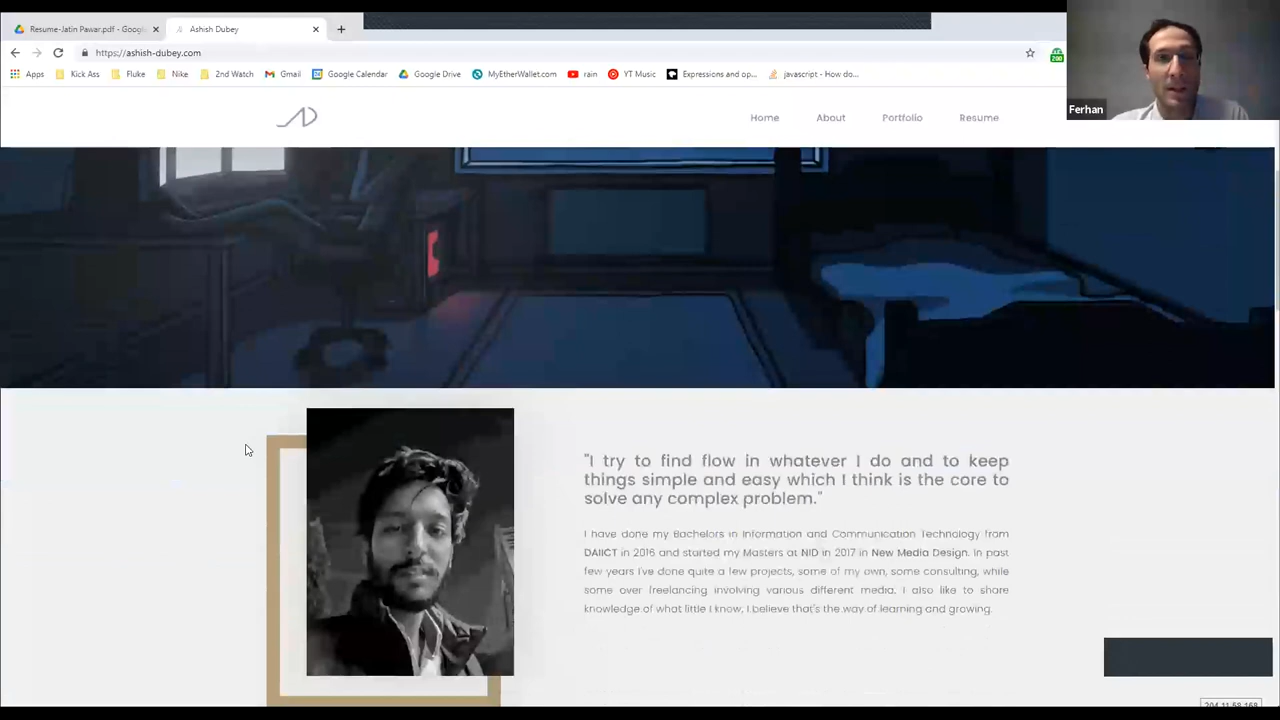 Resume-Jatin Pawar.pdf - Googl
Ashish Dubey
https://ashish-dubey.com
200
Apps
Kick Ass
Fluke
Nike
2nd Watch
Gmail
Google Calendar
Google Drive
MyEtherWallet.com
rain
YT Music
Expressions and op...
javascript - How do...
Ferhan
Home
About
Portfolio
Resume
"I try to find flow in whatever I do and to keep
things simple and easy which I think is the core to
solve any complex problem."
I have done my Bachelors in Information and Communication Technology from
DAIICT in 2016 and started my Masters at NID in 2017 in New Media Design. In past
few years I've done quite a few projects, some of my own, some consulting, while
some over freelancing involving various different media. I also like to share
knowledge of what little I know, I believe that's the way of learning and growing.